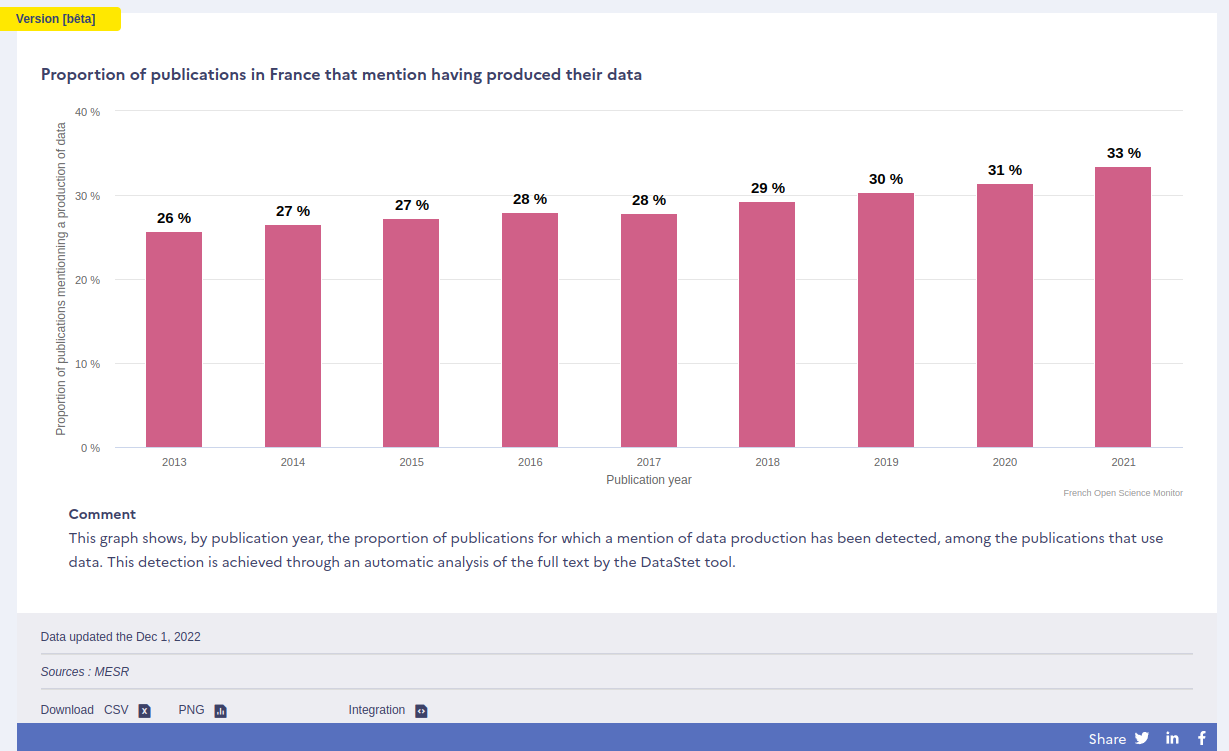 Version [bêta]
Proportion of publications in France that mention having produced their data
Proportion of publications mentionning a production of data
40 %
30 %
20 %
10 %
0 %
26 %
27 %
27 %
28 %
28 %
29 %
30 %
31 %
33 %
2013
2014
2015
2016
2017
2018
2019
2020
2021
Publication year
French Open Science Monitor
Comment
This graph shows, by publication year, the proportion of publications for which a mention of data production has been detected, among the publications that use
data. This detection is achieved through an automatic analysis of the full text by the DataStet tool.
Data updated the Dec 1, 2022
Sources : MESR
Download CSV PNG Integration
Share